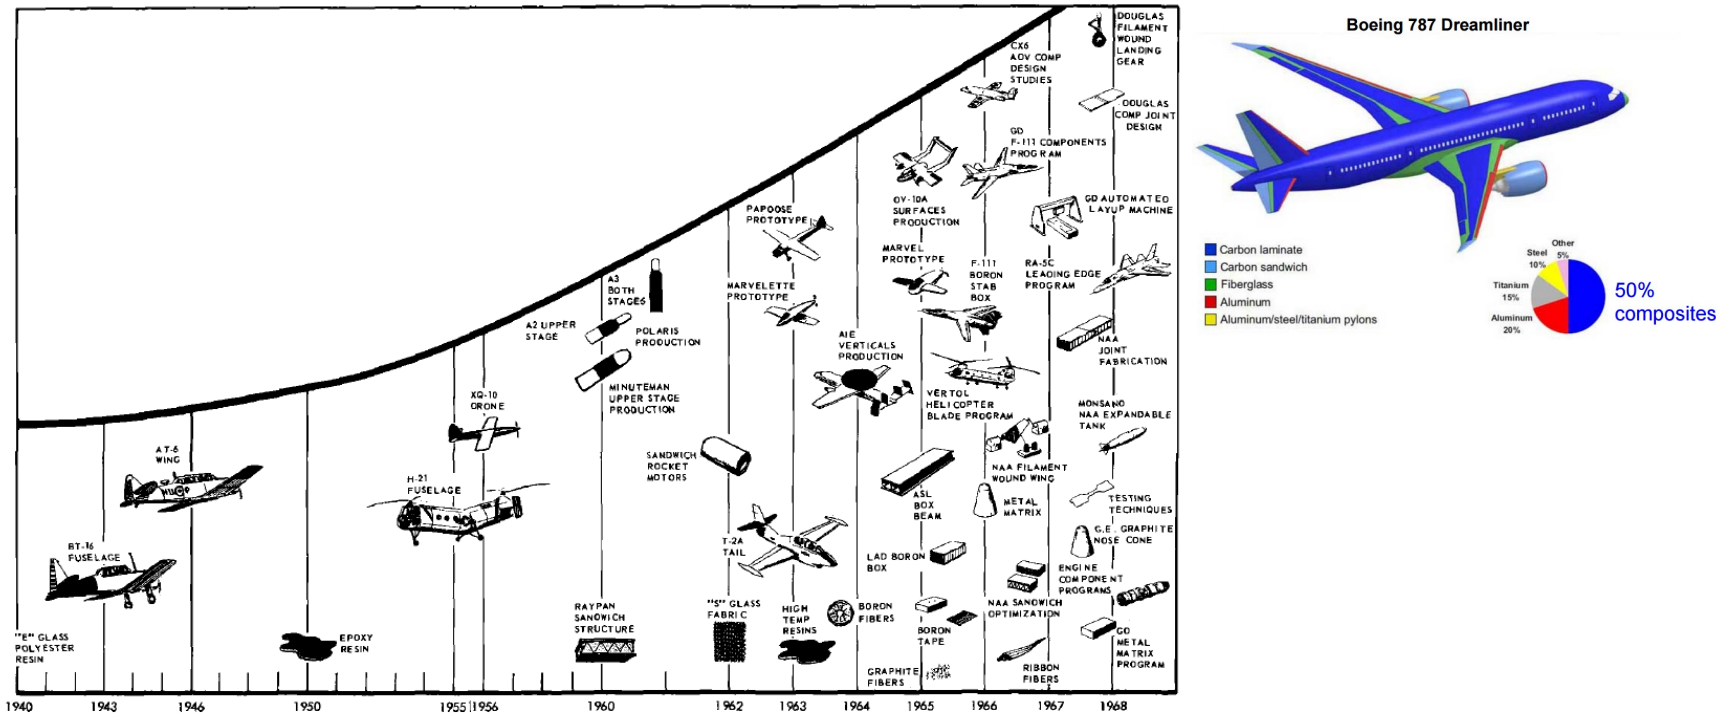 DOUGLAS
FILAMENT
WOUND
LANDING
GEAR
CX6
AOV COMP
DESIGN
STUDIES
DOUGLAS
COMP JOINT
DESIGN
GD
F-111 COMPONENTS
PROGRAM
OV-10A
SURFACES
PRODUCTION
GD AUTOMATED
LAYUP MACHINE
PAPOOSE
PROTOTYPE
MARVEL
PROTOTYPE
F-111
BORON
STAB
BOX
RA-5C
LEADING EDGE
PROGRAM
A3
BOTH
STAGES
MARVELETTE
PROTOTYPE
A2 UPPER
STAGE
POLARIS
PRODUCTION
AIE
VERTICALS
PRODUCTION
NAA
JOINT
FABRICATION
MINUTEMAN
UPPER STAGE
PRODUCTION
XQ-10
DRONE
VERTOL
HELICOPTER
BLADE PROGRAM
MONSANO
NAA EXPANDABLE
TANK
AT-6
WING
SANDWICH
ROCKET
MOTORS
NAA FILAMENT
WOUND WING
H-21
FUSELAGE
ASL
BOX
BEAM
METAL
MATRIX
TESTING
TECHNIQUES
BT-16
FUSELAGE
T-2A
TAIL
LAD BORON
BOX
G.E. GRAPHITE
NOSE CONE
ENGINE
COMPONENT
PROGRAMS
"E" GLASS
POLYESTER
RESIN
EPOXY
RESIN
RAYPAN
SANDWICH
STRUCTURE
"S" GLASS
FABRIC
HIGH
TEMP
RESINS
BORON
FIBERS
BORON
TAPE
NAA SANDWICH
OPTIMIZATION
GD
METAL
MATRIX
PROGRAM
GRAPHITE
FIBERS
RIBBON
FIBERS
1940 1943 1946 1950 1955 1956 1960 1962 1963 1964 1965 1966 1967 1968
Boeing 787 Dreamliner
Carbon laminate
Carbon sandwich
Fiberglass
Aluminum
Aluminum/steel/titanium pylons
Other
5%
Steel
10%
Titanium
15%
Aluminum
20%
50%
composites